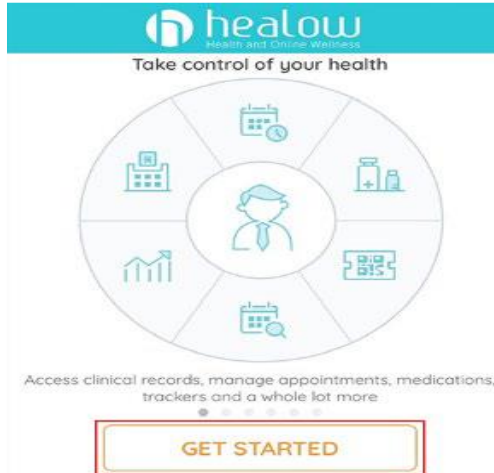 healow
Health and Online Wellness
Take control of your health
Access clinical records, manage appointments, medications,
trackers and a whole lot more
GET STARTED